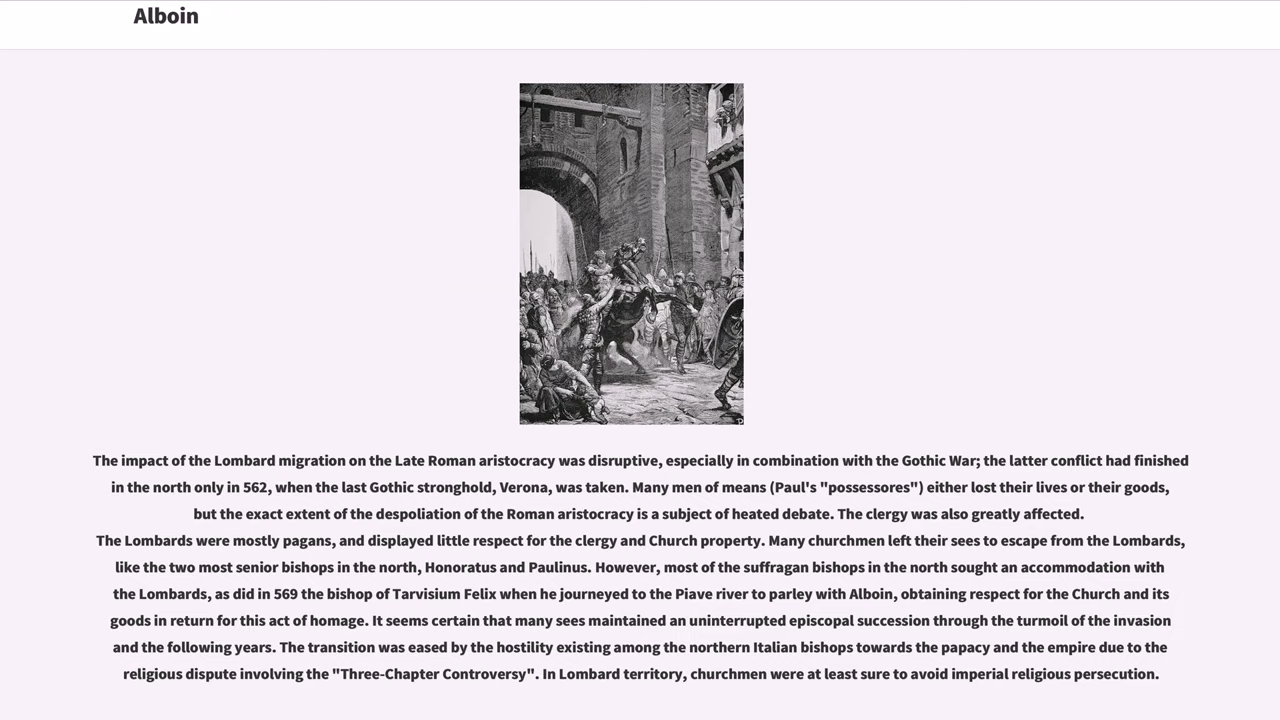 Alboin
The impact of the Lombard migration on the Late Roman aristocracy was disruptive, especially in combination with the Gothic War; the latter conflict had finished
in the north only in 562, when the last Gothic stronghold, Verona, was taken. Many men of means (Paul's "possessores") either lost their lives or their goods,
but the exact extent of the despoliation of the Roman aristocracy is a subject of heated debate. The clergy was also greatly affected.
The Lombards were mostly pagans, and displayed little respect for the clergy and Church property. Many churchmen left their sees to escape from the Lombards,
like the two most senior bishops in the north, Honoratus and Paulinus. However, most of the suffragan bishops in the north sought an accommodation with
the Lombards, as did in 569 the bishop of Tarvisium Felix when he journeyed to the Piave river to parley with Alboin, obtaining respect for the Church and its
goods in return for this act of homage. It seems certain that many sees maintained an uninterrupted episcopal succession through the turmoil of the invasion
and the following years. The transition was eased by the hostility existing among the northern Italian bishops towards the papacy and the empire due to the
religious dispute involving the "Three-Chapter Controversy". In Lombard territory, churchmen were at least sure to avoid imperial religious persecution.